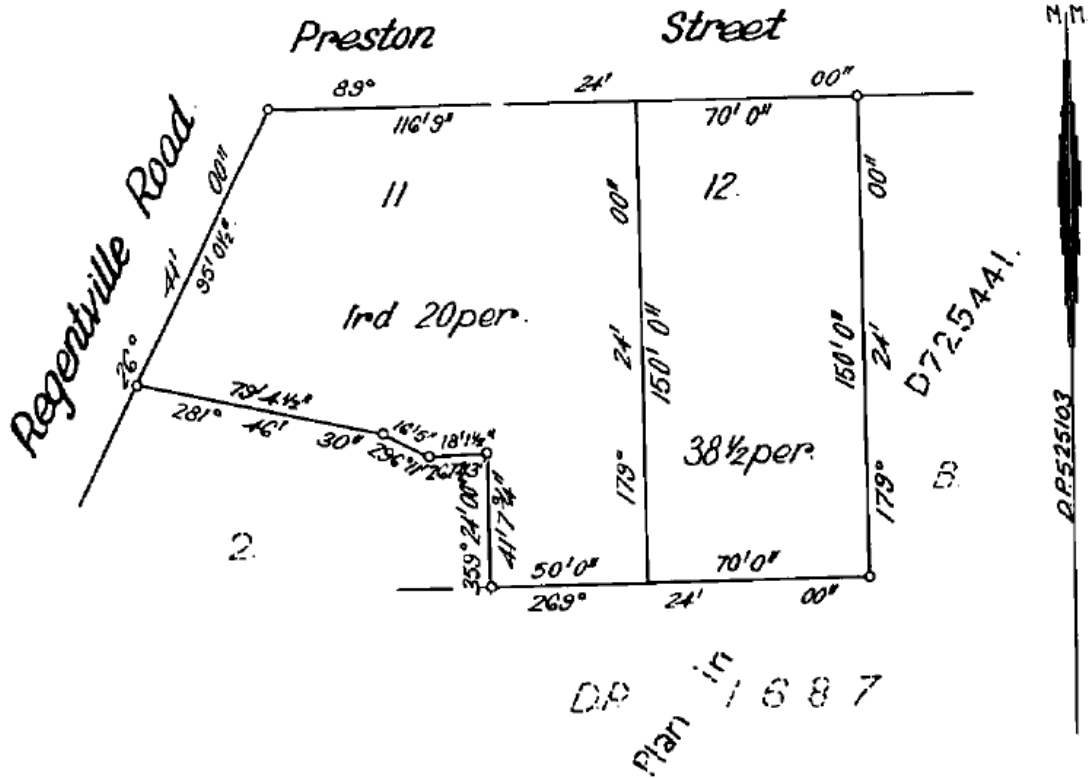 Preston Street
N.M.
89° 24' 00"
116'9"
70'0"
Regentville Road
26° 41' 00"
95'0½"
11
12.
1rd 20per.
179° 24' 00"
150'0"
150'0"
179° 24' 00"
D725441.
79'4½"
281° 46' 30"
16'5"
296° 11'
18'1½"
359° 24' 00"
41'7¾"
38½per.
B.
D.P.525103
2.
50'0"
70'0"
269° 24' 00"
D.P. 1687
Plan in